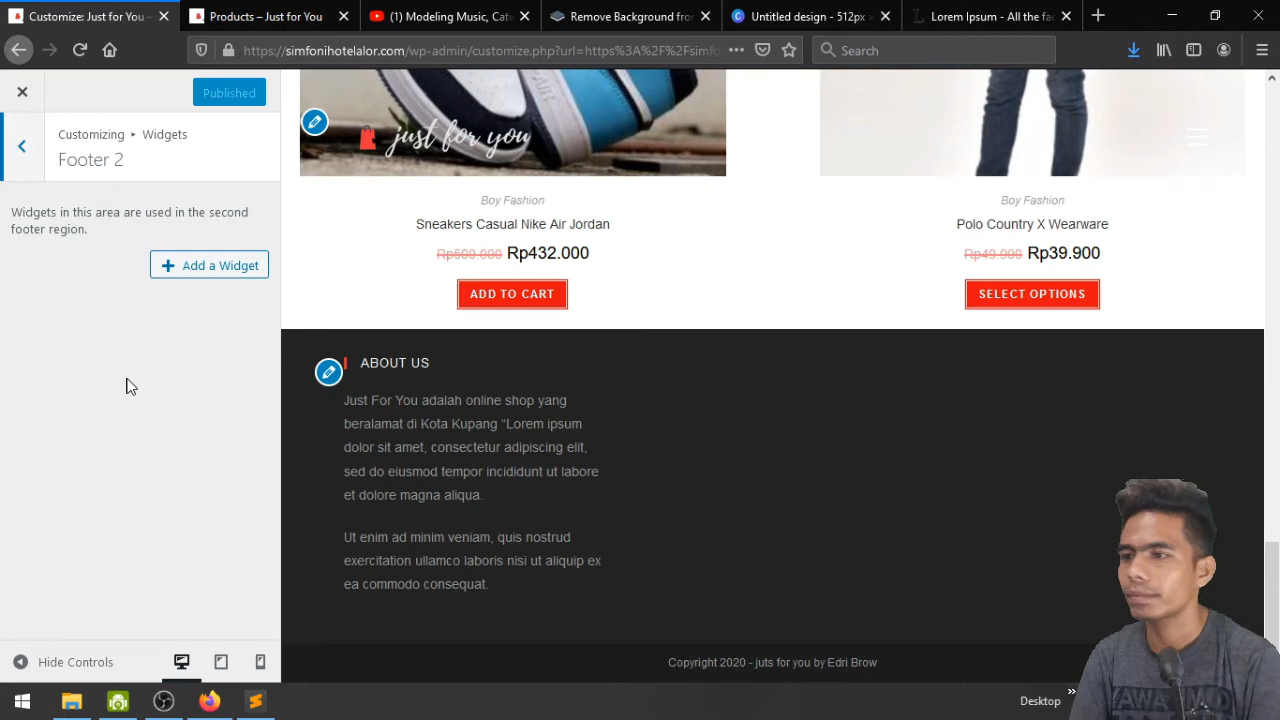 Customize: Just for You –
Products – Just for You
(1) Modeling Music, Catw
Remove Background from
Untitled design - 512px ×
Lorem Ipsum - All the fac
https://simfonihotelalor.com/wp-admin/customize.php?url=https%3A%2F%2Fsimfo
Search
Published
Customizing ▸ Widgets
Footer 2
Widgets in this area are used in the second
footer region.
Add a Widget
just for you
Boy Fashion
Sneakers Casual Nike Air Jordan
Rp500.000 Rp432.000
ADD TO CART
Boy Fashion
Polo Country X Wearware
Rp49.900 Rp39.900
SELECT OPTIONS
ABOUT US
Just For You adalah online shop yang
beralamat di Kota Kupang “Lorem ipsum
dolor sit amet, consectetur adipiscing elit,
sed do eiusmod tempor incididunt ut labore
et dolore magna aliqua.
Ut enim ad minim veniam, quis nostrud
exercitation ullamco laboris nisi ut aliquip ex
ea commodo consequat.
Copyright 2020 - juts for you by Edri Brow
Hide Controls
Desktop